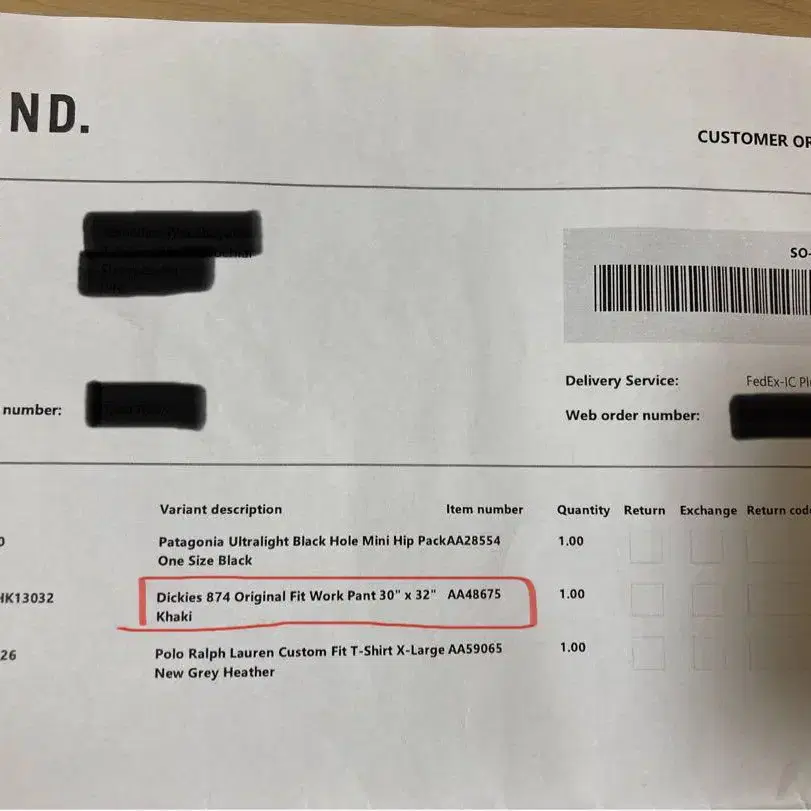 ND.
CUSTOMER OR
SO-
Delivery Service: FedEx-IC
number:
Web order number:
Variant description Item number Quantity Return Exchange Return code
Patagonia Ultralight Black Hole Mini Hip Pack AA28554 1.00
One Size Black
HK13032 Dickies 874 Original Fit Work Pant 30" x 32" AA48675 1.00
Khaki
26 Polo Ralph Lauren Custom Fit T-Shirt X-Large AA59065 1.00
New Grey Heather